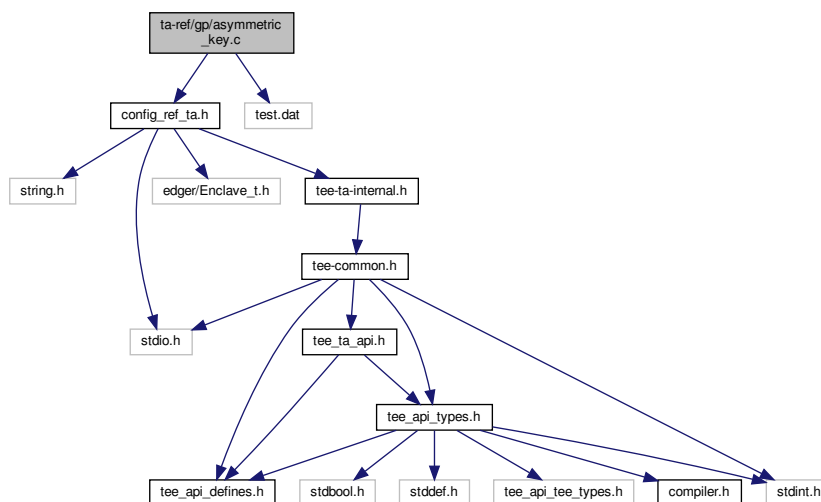 ta-ref/gp/asymmetric
_key.c
config_ref_ta.h
test.dat
string.h
edger/Enclave_t.h
tee-ta-internal.h
tee-common.h
stdio.h
tee_ta_api.h
tee_api_types.h
tee_api_defines.h
stdbool.h
stddef.h
tee_api_tee_types.h
compiler.h
stdint.h